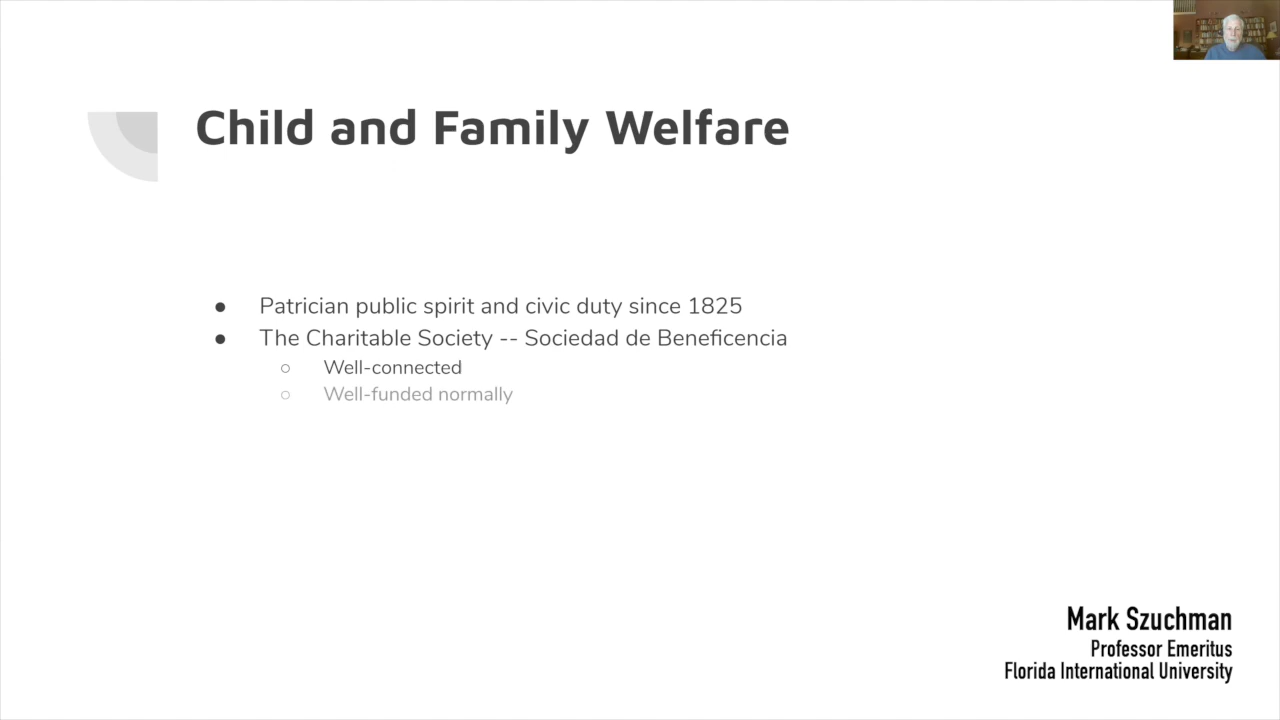 Child and Family Welfare
● Patrician public spirit and civic duty since 1825
● The Charitable Society -- Sociedad de Beneficencia
○ Well-connected
○ Well-funded normally
Mark Szuchman
Professor Emeritus
Florida International University